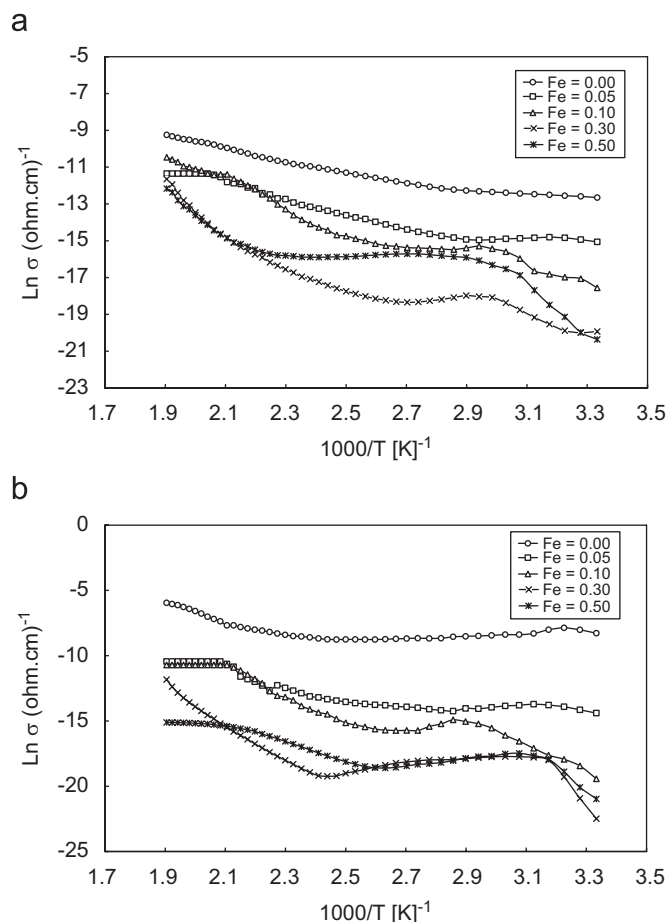 a
Ln σ (ohm.cm)⁻¹
-5
-7
-9
-11
-13
-15
-17
-19
-21
-23
Fe = 0.00
Fe = 0.05
Fe = 0.10
Fe = 0.30
Fe = 0.50
1.7 1.9 2.1 2.3 2.5 2.7 2.9 3.1 3.3 3.5
1000/T [K]⁻¹
b
Ln σ (ohm.cm)⁻¹
0
-5
-10
-15
-20
-25
Fe = 0.00
Fe = 0.05
Fe = 0.10
Fe = 0.30
Fe = 0.50
1.7 1.9 2.1 2.3 2.5 2.7 2.9 3.1 3.3 3.5
1000/T [K]⁻¹